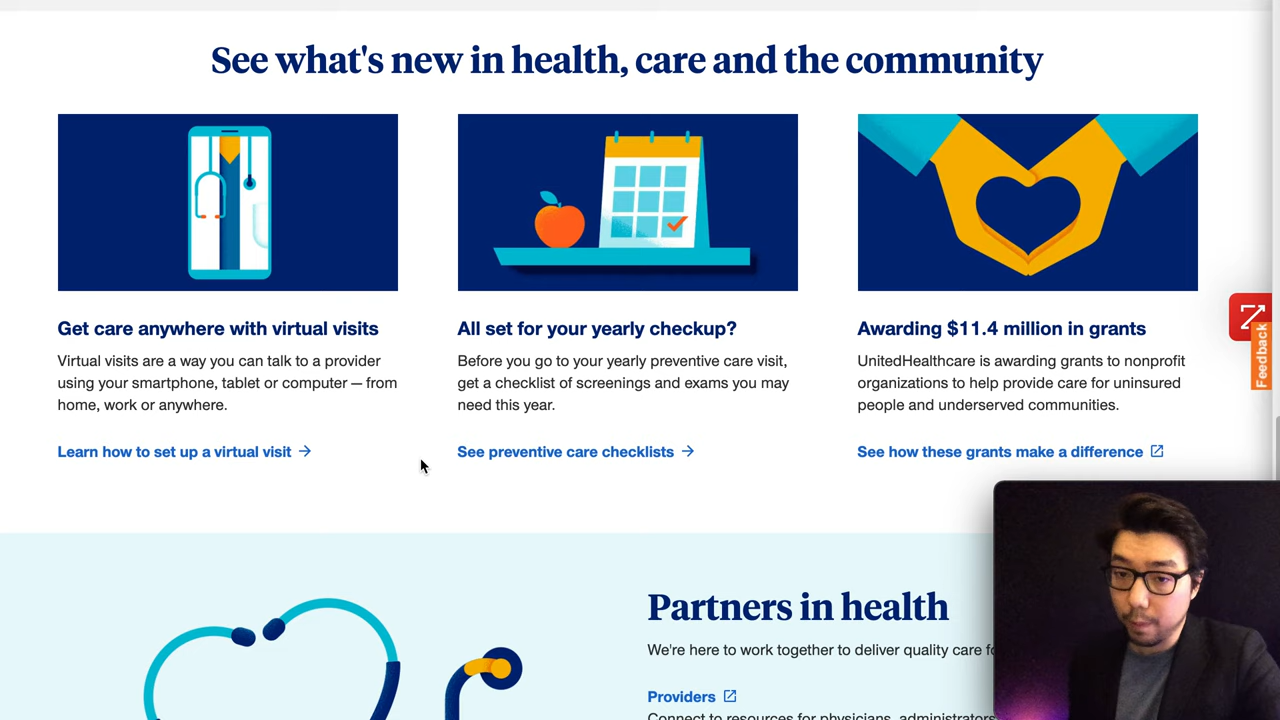 See what's new in health, care and the community
Get care anywhere with virtual visits
Virtual visits are a way you can talk to a provider
using your smartphone, tablet or computer — from
home, work or anywhere.
Learn how to set up a virtual visit
All set for your yearly checkup?
Before you go to your yearly preventive care visit,
get a checklist of screenings and exams you may
need this year.
See preventive care checklists
Awarding $11.4 million in grants
UnitedHealthcare is awarding grants to nonprofit
organizations to help provide care for uninsured
people and underserved communities.
See how these grants make a difference
Feedback
Partners in health
We're here to work together to deliver quality care
Providers
Connect to resources for physicians, administrators